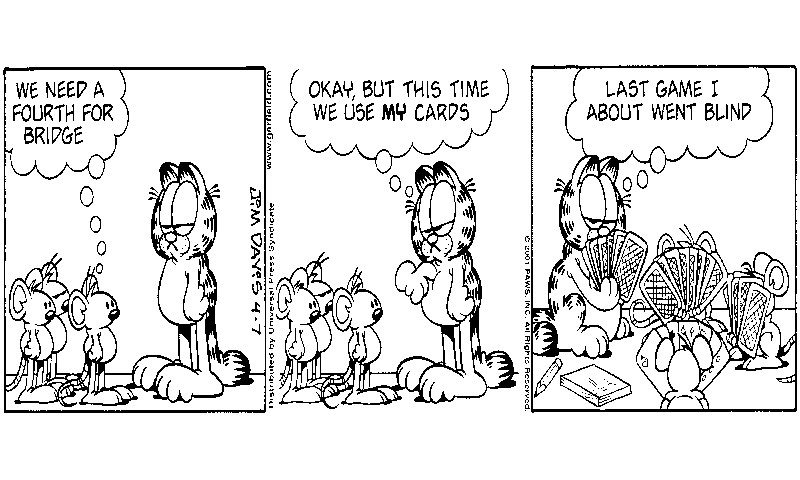 WE NEED A
FOURTH FOR
BRIDGE
www.garfield.com
JIM DAVIS 4-7
Distributed by Universal Press Syndicate
OKAY, BUT THIS TIME
WE USE MY CARDS
© 2001 PAWS, INC. All Rights Reserved.
LAST GAME I
ABOUT WENT BLIND